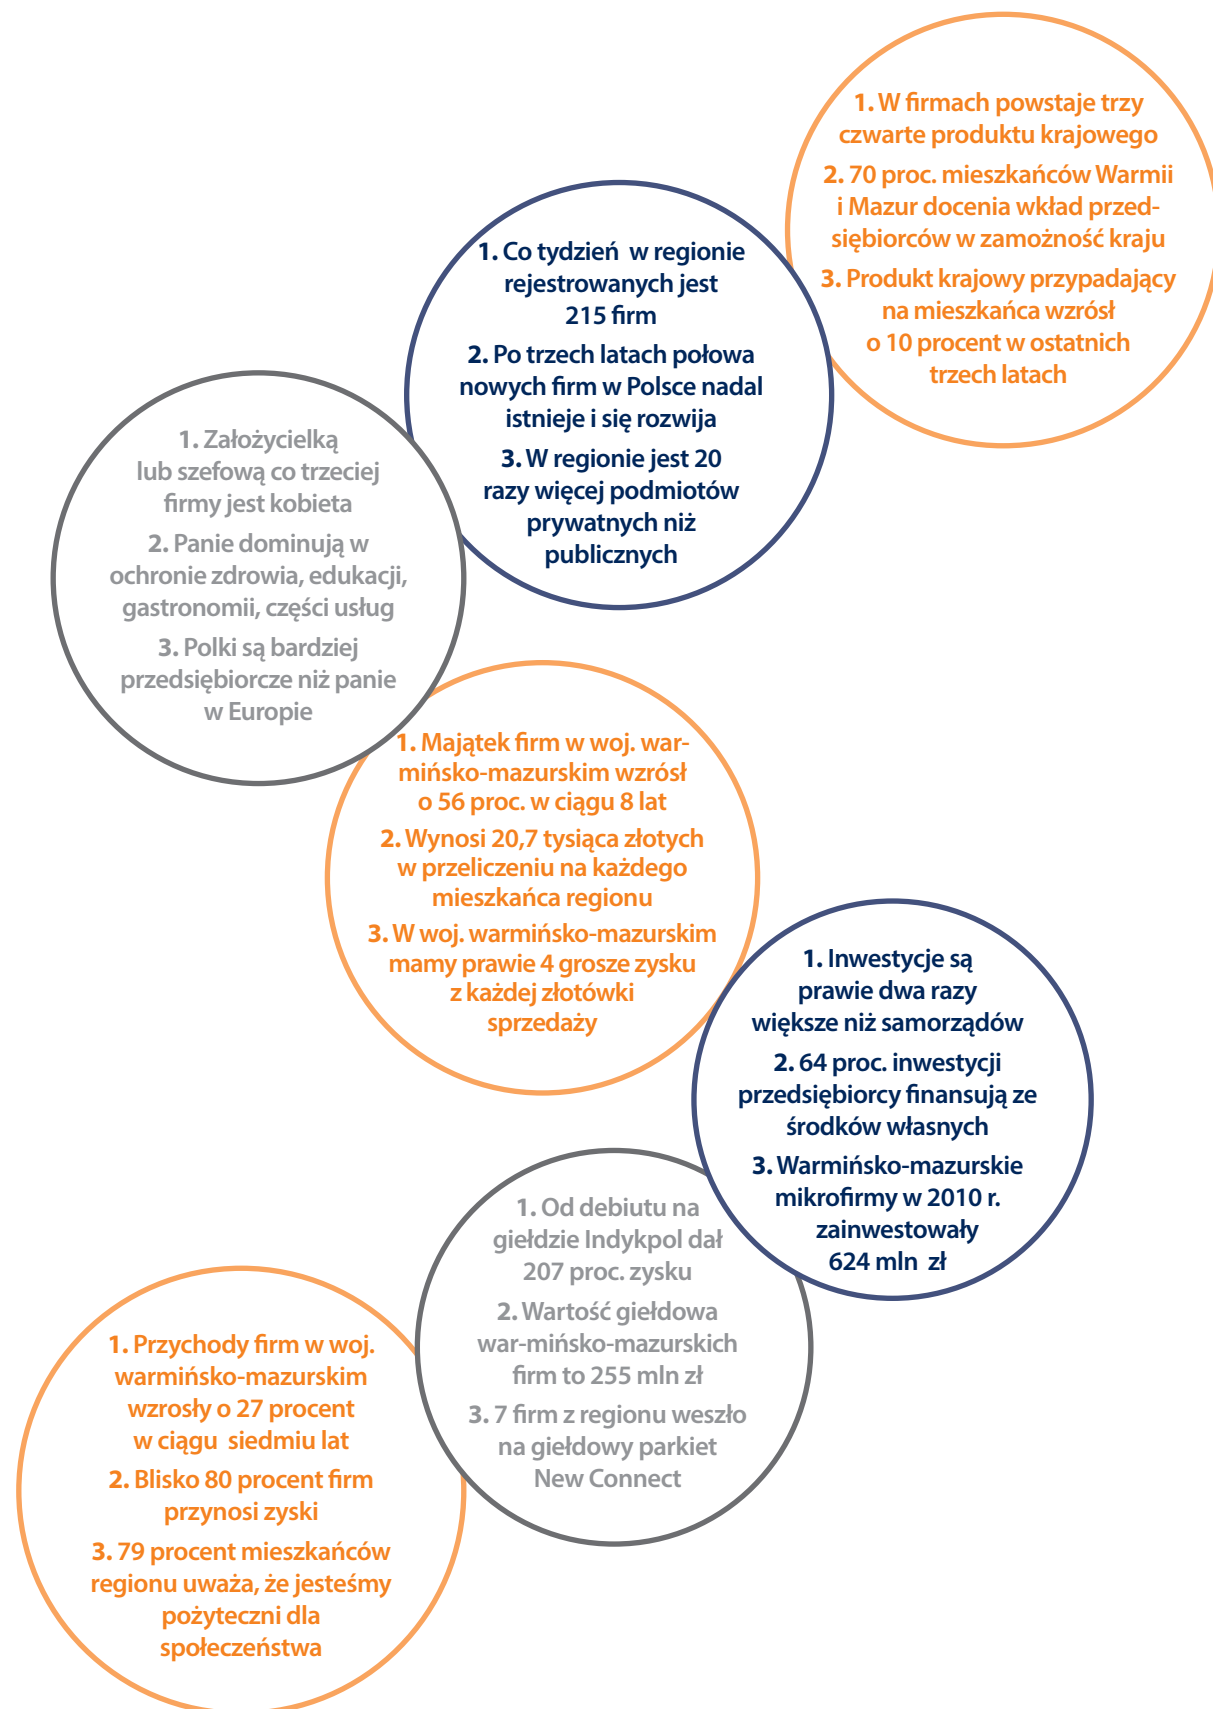 1. W firmach powstaje trzy
czwarte produktu krajowego
2. 70 proc. mieszkańców Warmii
i Mazur docenia wkład przed-
siębiorców w zamożność kraju
3. Produkt krajowy przypadający
na mieszkańca wzrósł
o 10 procent w ostatnich
trzech latach
1. Co tydzień w regionie
rejestrowanych jest
215 firm
2. Po trzech latach połowa
nowych firm w Polsce nadal
istnieje i się rozwija
3. W regionie jest 20
razy więcej podmiotów
prywatnych niż
publicznych
1. Założycielką
lub szefową co trzeciej
firmy jest kobieta
2. Panie dominują w
ochronie zdrowia, edukacji,
gastronomii, części usług
3. Polki są bardziej
przedsiębiorcze niż panie
w Europie
1. Majątek firm w woj. war-
mińsko-mazurskim wzrósł
o 56 proc. w ciągu 8 lat
2. Wynosi 20,7 tysiąca złotych
w przeliczeniu na każdego
mieszkańca regionu
3. W woj. warmińsko-mazurskim
mamy prawie 4 grosze zysku
z każdej złotówki
sprzedaży
1. Inwestycje są
prawie dwa razy
większe niż samorządów
2. 64 proc. inwestycji
przedsiębiorcy finansują ze
środków własnych
3. Warmińsko-mazurskie
mikrofirmy w 2010 r.
zainwestowały
624 mln zł
1. Od debiutu na
giełdzie Indykpol dał
207 proc. zysku
2. Wartość giełdowa
war-mińsko-mazurskich
firm to 255 mln zł
3. 7 firm z regionu weszło
na giełdowy parkiet
New Connect
1. Przychody firm w woj.
warmińsko-mazurskim
wzrosły o 27 procent
w ciągu siedmiu lat
2. Blisko 80 procent firm
przynosi zyski
3. 79 procent mieszkańców
regionu uważa, że jesteśmy
pożyteczni dla
społeczeństwa